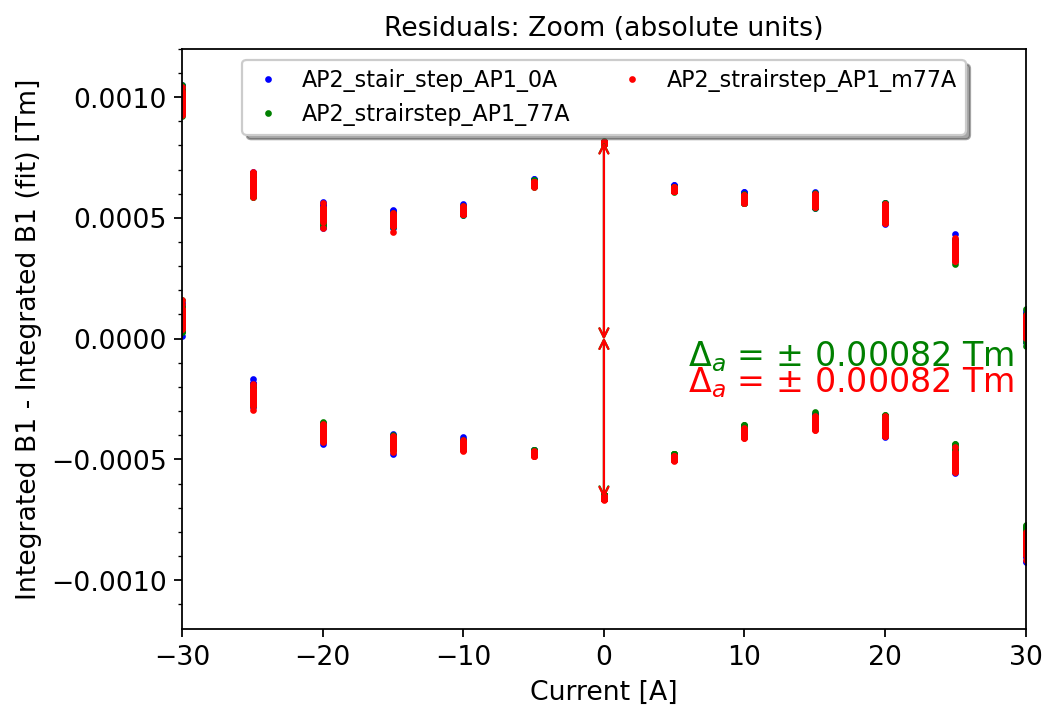 Residuals: Zoom (absolute units)
AP2_stair_step_AP1_0A
AP2_strairstep_AP1_77A
AP2_strairstep_AP1_m77A
Integrated B1 - Integrated B1 (fit) [Tm]
0.0010
0.0005
0.0000
−0.0005
−0.0010
Δₐ = ± 0.00082 Tm
Δₐ = ± 0.00082 Tm
−30
−20
−10
0
10
20
30
Current [A]